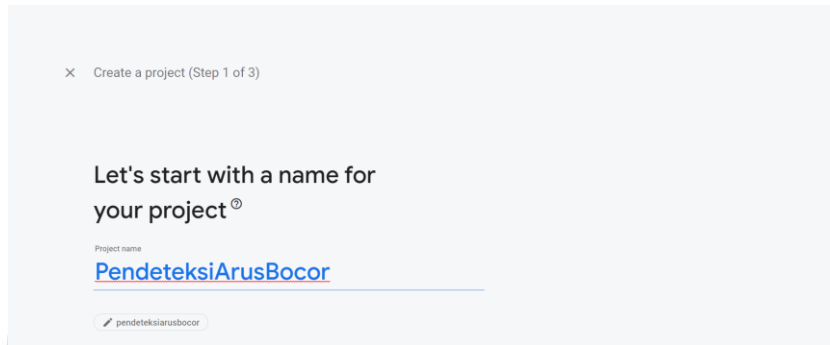 Create a project (Step 1 of 3)
Let's start with a name for
your project
Project name
PendeteksiArusBocor
pendeteksiarusbocor